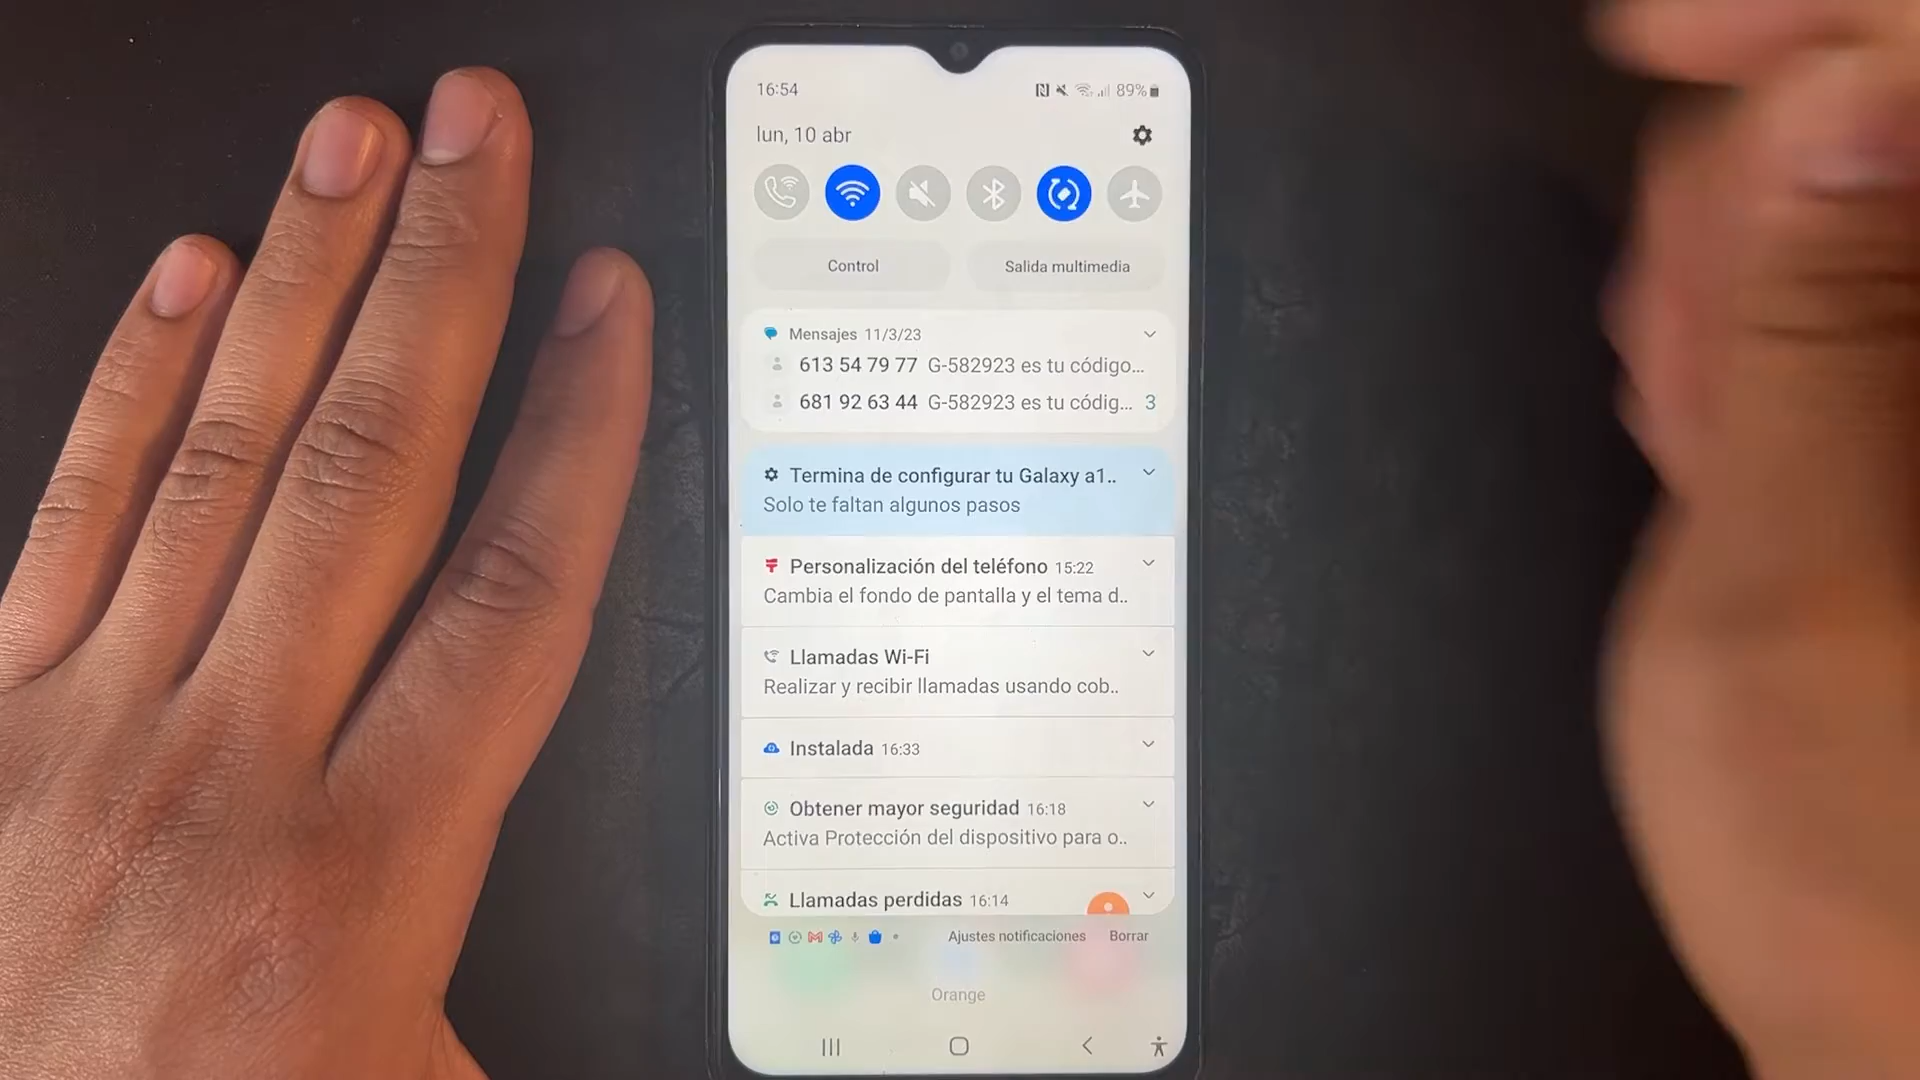 16:54 89%
lun, 10 abr
Control Salida multimedia
Mensajes 11/3/23
613 54 79 77 G-582923 es tu código...
681 92 63 44 G-582923 es tu códig... 3
Termina de configurar tu Galaxy a1..
Solo te faltan algunos pasos
Personalización del teléfono 15:22
Cambia el fondo de pantalla y el tema d..
Llamadas Wi-Fi
Realizar y recibir llamadas usando cob..
Instalada 16:33
Obtener mayor seguridad 16:18
Activa Protección del dispositivo para o..
Llamadas perdidas 16:14
Ajustes notificaciones Borrar
Orange